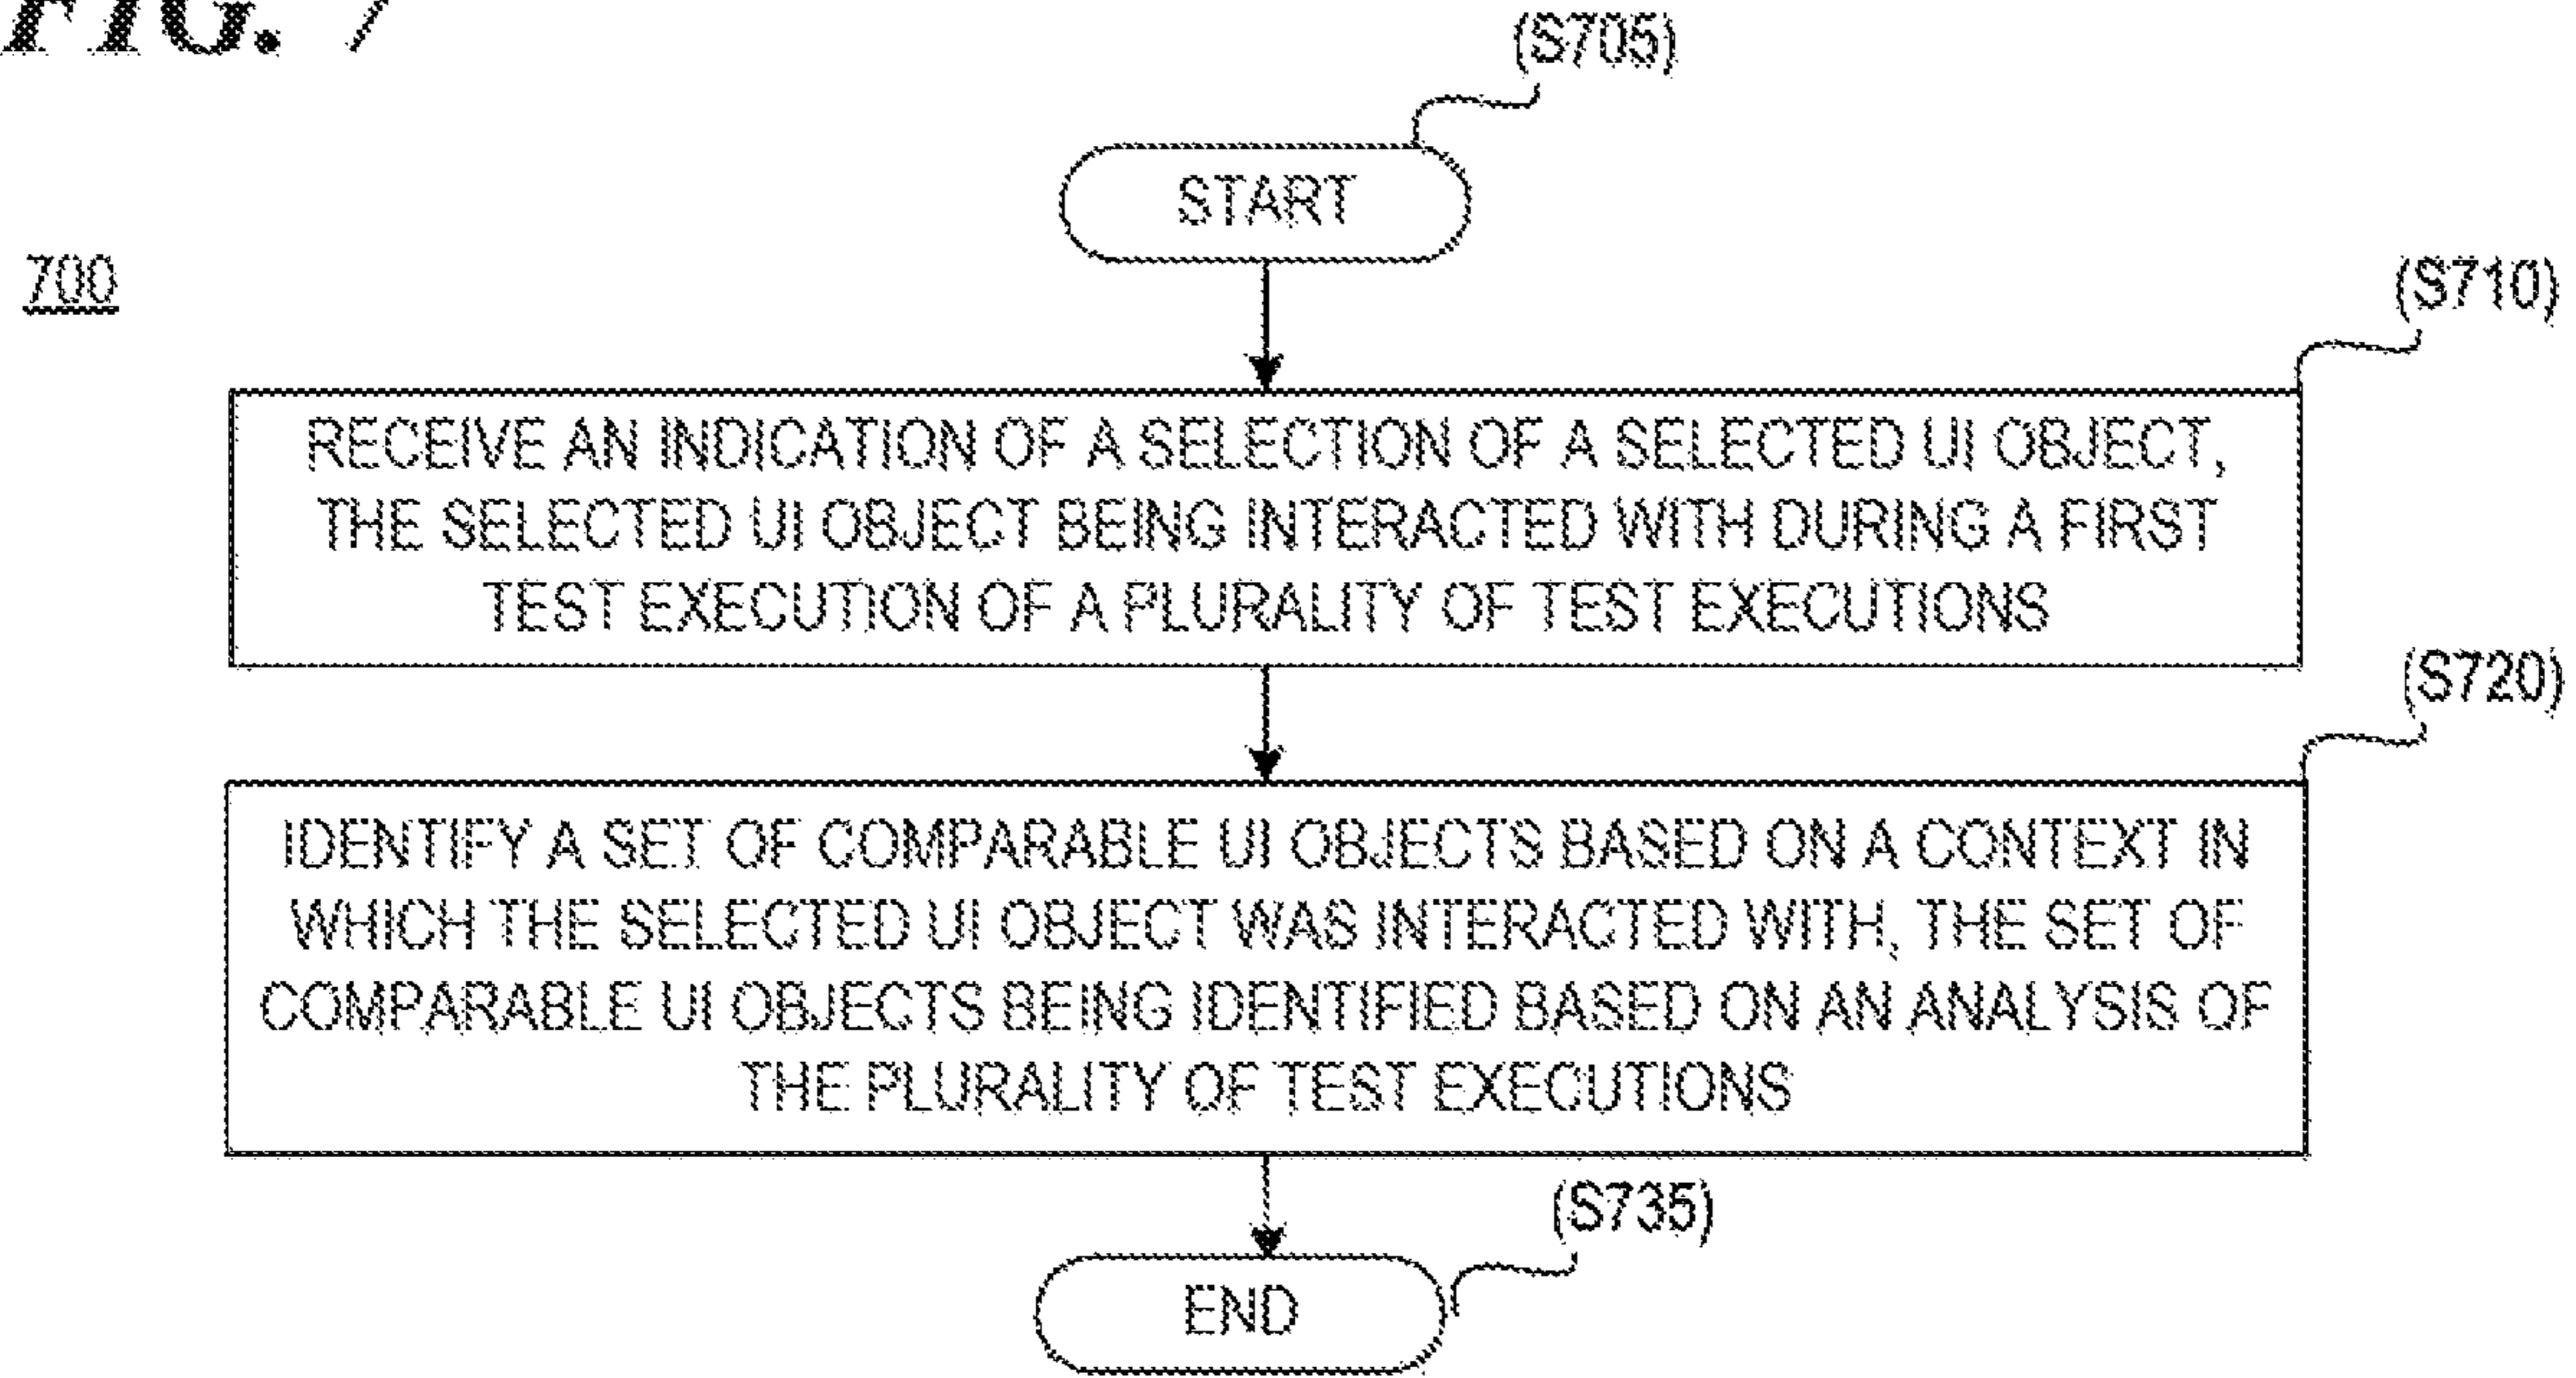 FIG. 7
(S705)
START
700
(S710)
RECEIVE AN INDICATION OF A SELECTION OF A SELECTED UI OBJECT,
THE SELECTED UI OBJECT BEING INTERACTED WITH DURING A FIRST
TEST EXECUTION OF A PLURALITY OF TEST EXECUTIONS
(S720)
IDENTIFY A SET OF COMPARABLE UI OBJECTS BASED ON A CONTEXT IN
WHICH THE SELECTED UI OBJECT WAS INTERACTED WITH, THE SET OF
COMPARABLE UI OBJECTS BEING IDENTIFIED BASED ON AN ANALYSIS OF
THE PLURALITY OF TEST EXECUTIONS
(S735)
END